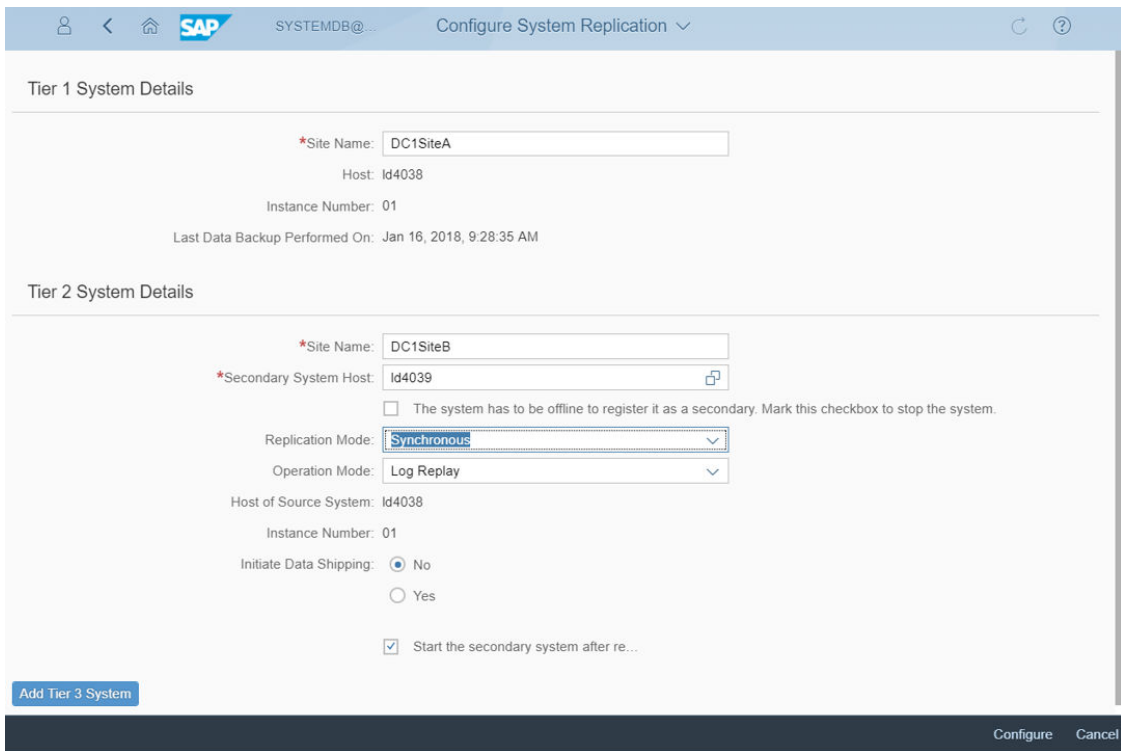 SAP SYSTEMDB@... Configure System Replication
Tier 1 System Details
*Site Name: DC1SiteA
Host: ld4038
Instance Number: 01
Last Data Backup Performed On: Jan 16, 2018, 9:28:35 AM
Tier 2 System Details
*Site Name: DC1SiteB
*Secondary System Host: ld4039
The system has to be offline to register it as a secondary. Mark this checkbox to stop the system.
Replication Mode: Synchronous
Operation Mode: Log Replay
Host of Source System: ld4038
Instance Number: 01
Initiate Data Shipping: No
Yes
Start the secondary system after re...
Add Tier 3 System
Configure Cancel